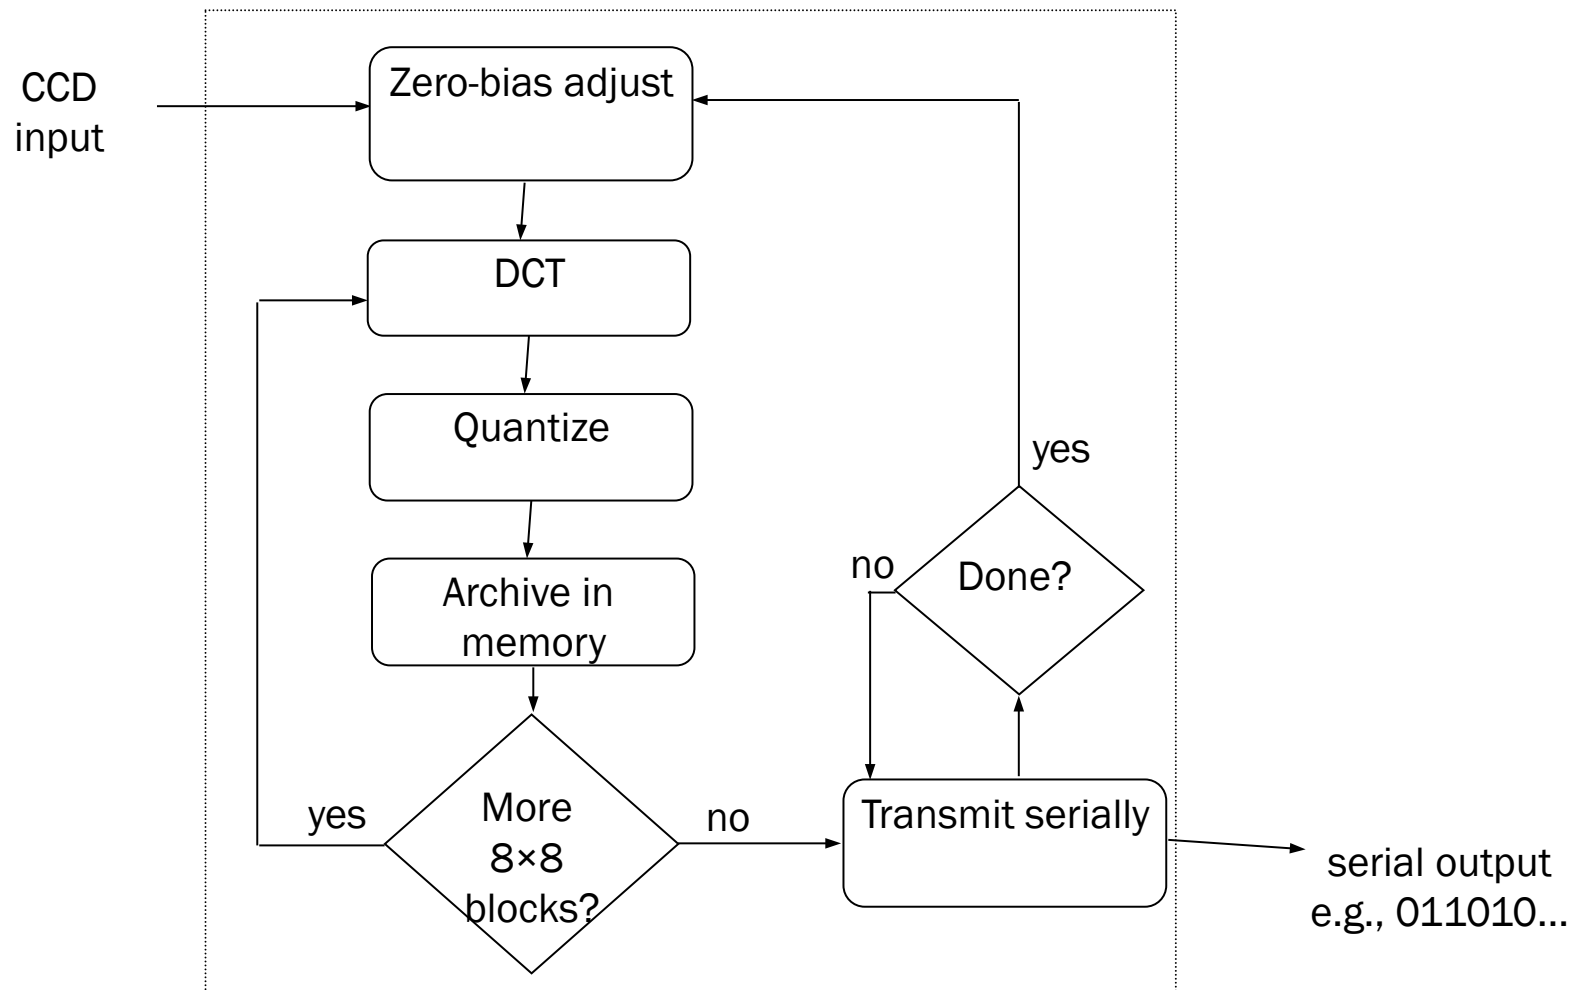 CCD
input
Zero-bias adjust
DCT
Quantize
Archive in
memory
More
8×8
blocks?
yes
no
Transmit serially
Done?
no
yes
serial output
e.g., 011010...